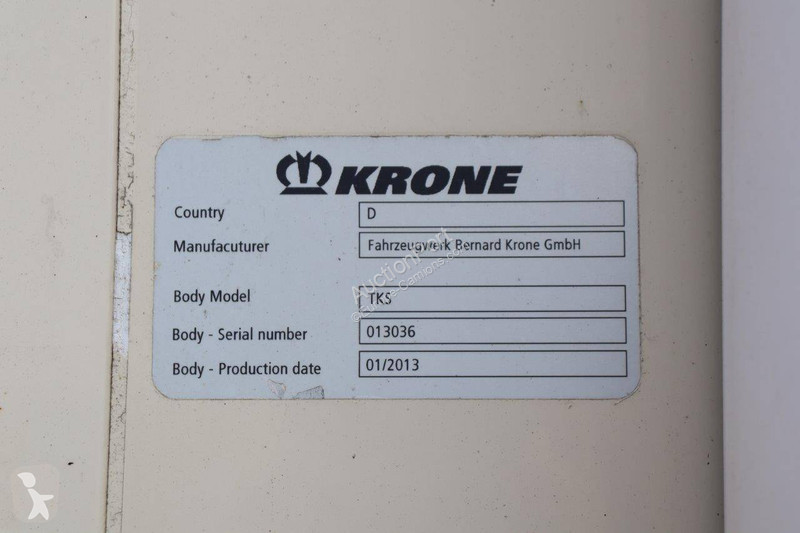 KRONE
Country D
Manufacuturer Fahrzeugwerk Bernard Krone GmbH
Body Model TKS
Body - Serial number 013036
Body - Production date 01/2013
AuctionPort